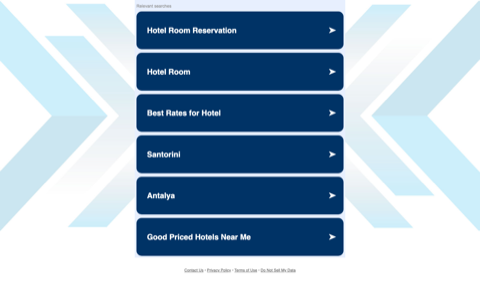 Relevant searches
Hotel Room Reservation
Hotel Room
Best Rates for Hotel
Santorini
Antalya
Good Priced Hotels Near Me
Contact Us - Privacy Policy - Terms of Use - Do Not Sell My Data